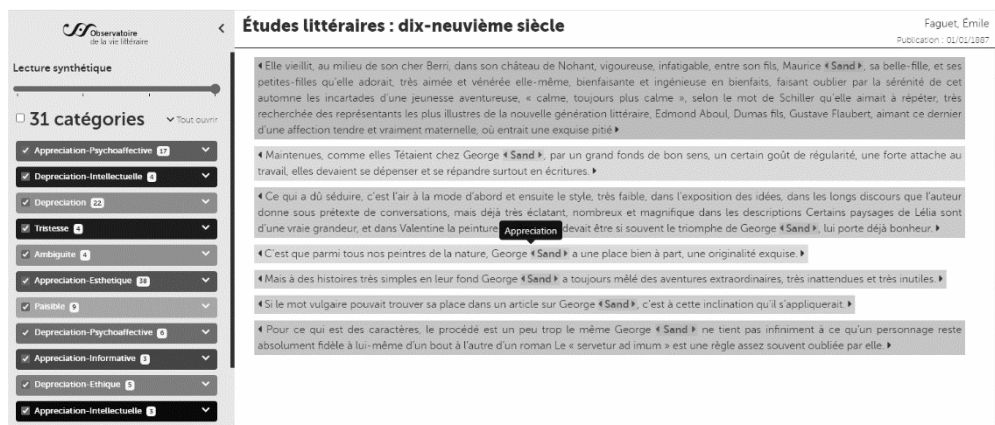 Observatoire
de la vie littéraire
Lecture synthétique
31 catégories
Tout ouvrir
Appreciation-Psychoaffective 17
Depreciation-Intellectuelle 4
Depreciation 22
Tristesse 4
Ambiguite 4
Appreciation-Esthetique 38
Paisible 9
Depreciation-Psychoaffective 6
Appreciation-Informative 3
Depreciation-Ethique 5
Appreciation-Intellectuelle 3
Études littéraires : dix-neuvième siècle
Faguet, Émile
Publication : 01/01/1887
Elle vieillit, au milieu de son cher Berri, dans son château de Nohant, vigoureuse, infatigable, entre son fils, Maurice Sand, sa belle-fille, et ses
petites-filles qu'elle adorait, très aimée et vénérée elle-même, bienfaisante et ingénieuse en bienfaits, faisant oublier par la sérénité de cet
automne les incartades d'une jeunesse aventureuse, « calme, toujours plus calme », selon le mot de Schiller qu'elle aimait à répéter, très
recherchée des représentants les plus illustres de la nouvelle génération littéraire, Edmond Aboul, Dumas fils, Gustave Flaubert, aimant ce dernier
d'une affection tendre et vraiment maternelle, où entrait une exquise pitié
Maintenues, comme elles Tétaient chez George Sand, par un grand fonds de bon sens, un certain goût de régularité, une forte attache au
travail, elles devaient se dépenser et se répandre surtout en écritures.
Ce qui a dû séduire, c'est l'air à la mode d'abord et ensuite le style, très faible, dans l'exposition des idées, dans les longs discours que l'auteur
donne sous prétexte de conversations, mais déjà très éclatant, nombreux et magnifique dans les descriptions Certains paysages de Lélia sont
d'une vraie grandeur, et dans Valentine la peinture Appreciation devait être si souvent le triomphe de George Sand, lui porte déjà bonheur.
C'est que parmi tous nos peintres de la nature, George Sand a une place bien à part, une originalité exquise.
Mais à des histoires très simples en leur fond George Sand a toujours mêlé des aventures extraordinaires, très inattendues et très inutiles.
Si le mot vulgaire pouvait trouver sa place dans un article sur George Sand, c'est à cette inclination qu'il s'appliquerait.
Pour ce qui est des caractères, le procédé est un peu trop le même George Sand ne tient pas infiniment à ce qu'un personnage reste
absolument fidèle à lui-même d'un bout à l'autre d'un roman Le « servetur ad imum » est une règle assez souvent oubliée par elle.